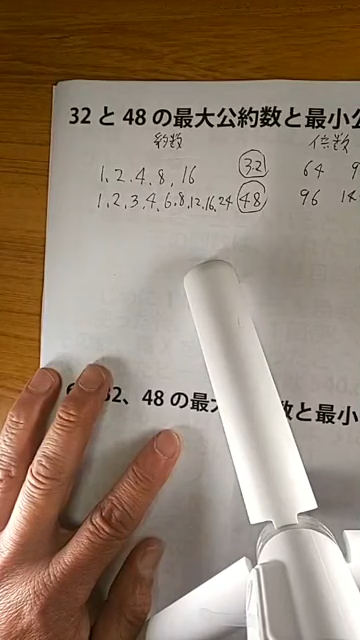 32 と 48 の最大公約数と最小公
約数 倍数
1、2、4、8、16 32 64 9
1、2、3、4、6、8、12、16、24 48 96 14
32、48 の最 数と最小